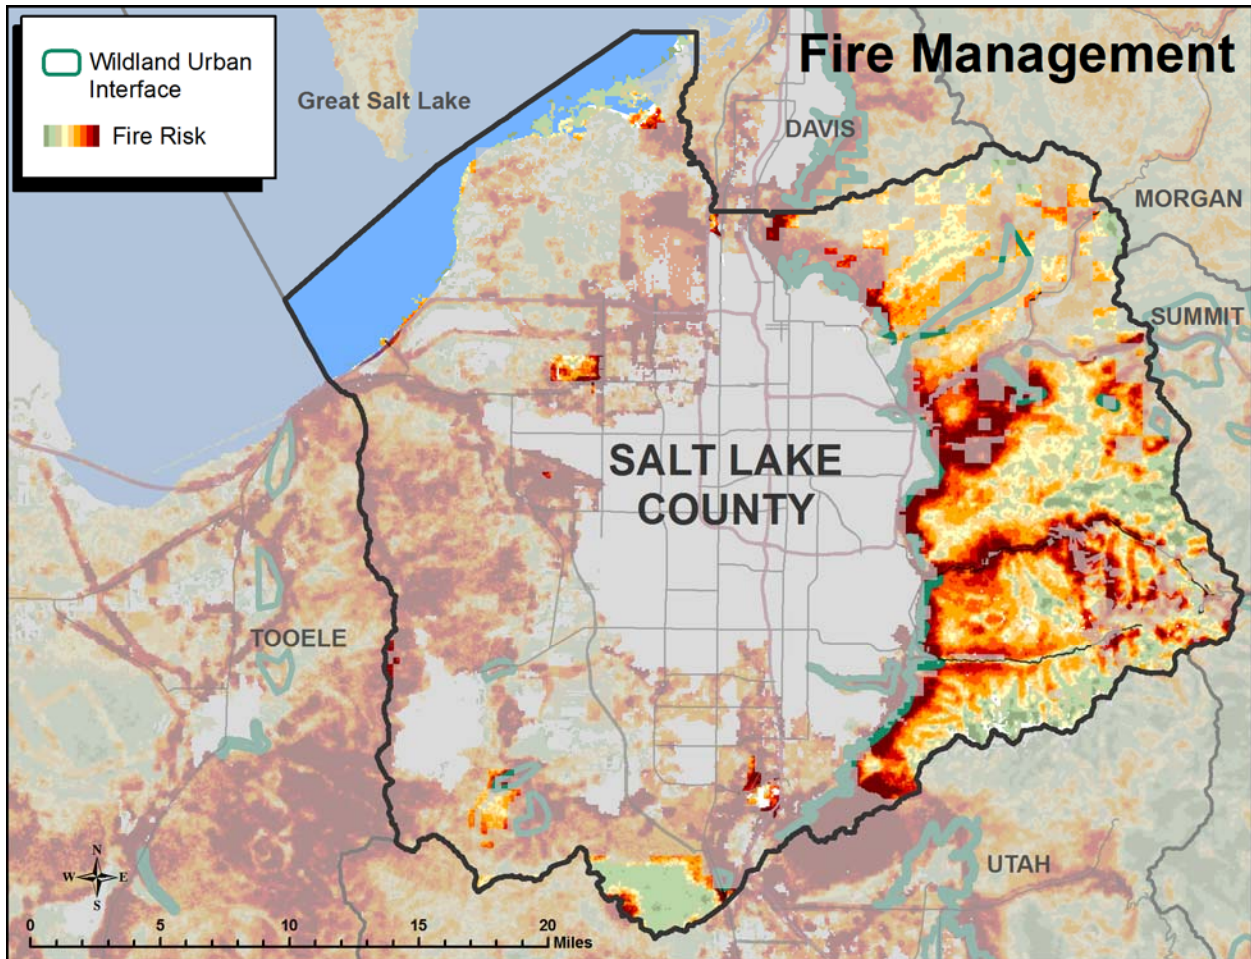 Fire Management
Wildland Urban
Interface
Fire Risk
Great Salt Lake
DAVIS
MORGAN
SUMMIT
SALT LAKE
COUNTY
TOOELE
UTAH
N
W E
S
0 5 10 15 20
Miles